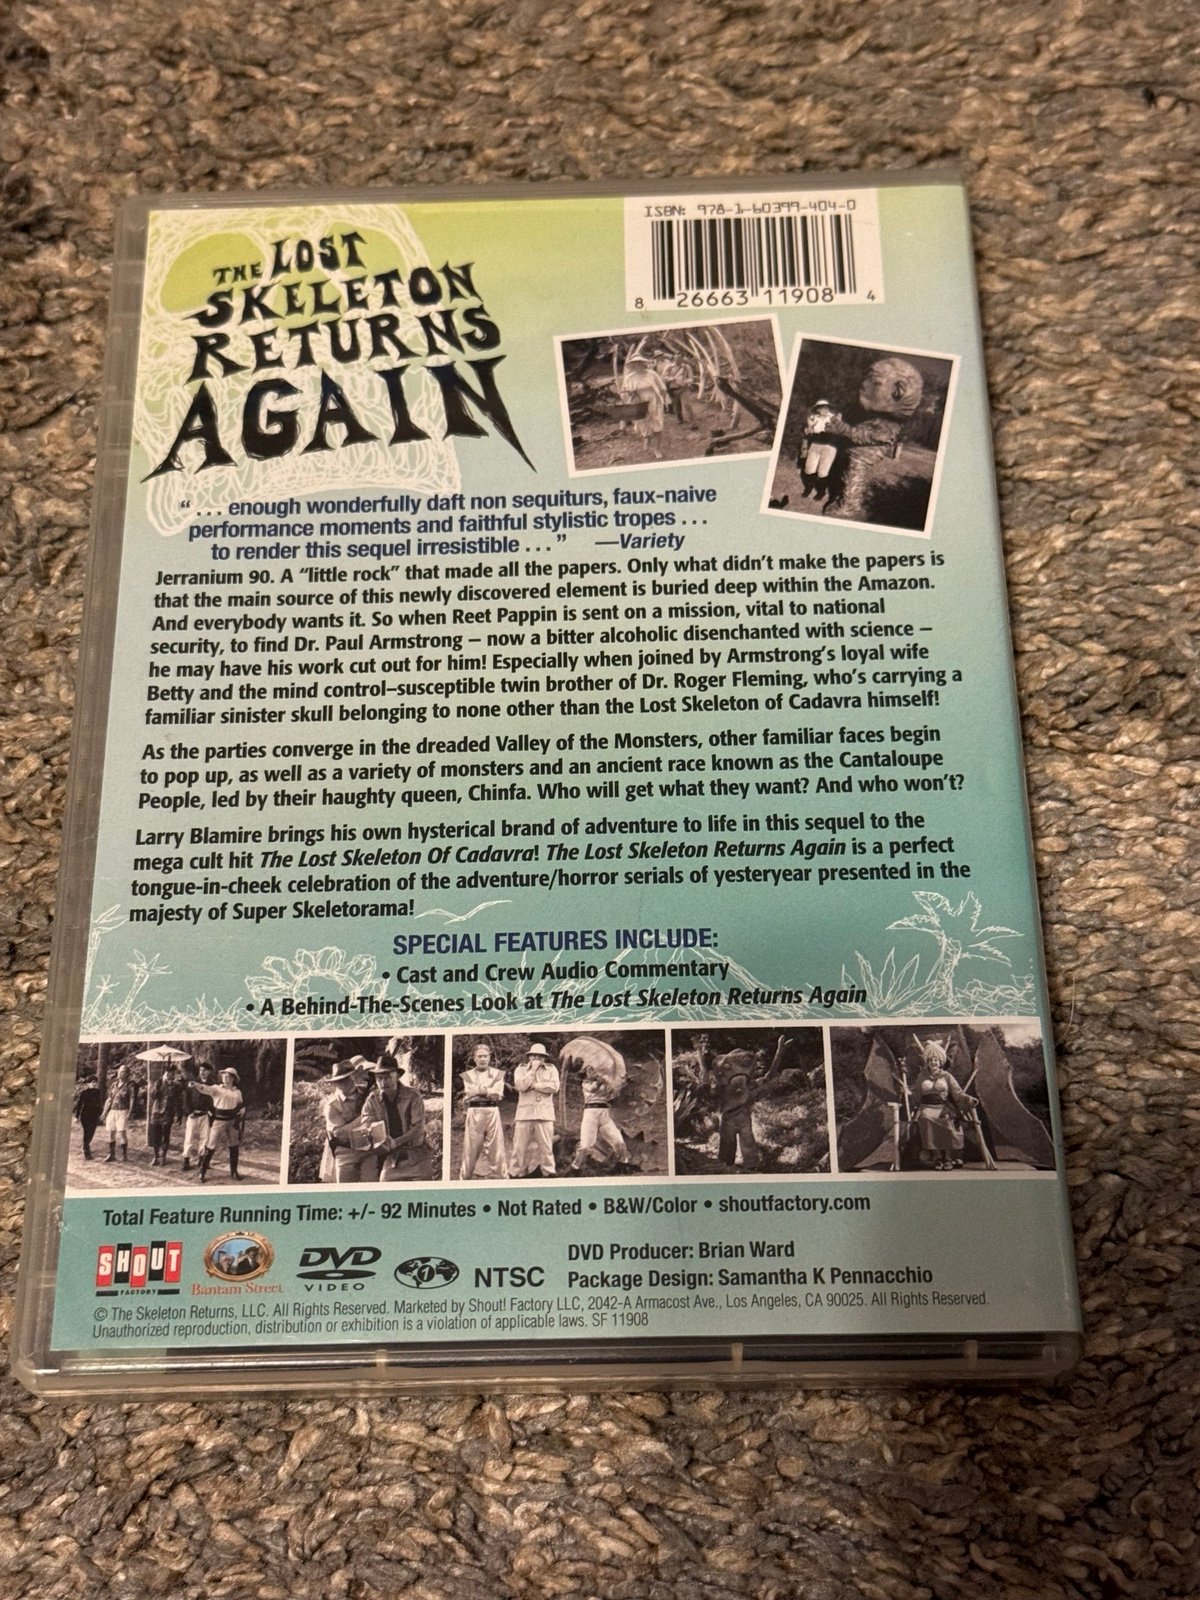 THE LOST
SKELETON
RETURNS
AGAIN
ISBN: 978-1-60399-404-0
8 26663 11908 4
“ ... enough wonderfully daft non sequiturs, faux-naive
performance moments and faithful stylistic tropes ...
to render this sequel irresistible ... ” —Variety
Jerranium 90. A “little rock” that made all the papers. Only what didn’t make the papers is
that the main source of this newly discovered element is buried deep within the Amazon.
And everybody wants it. So when Reet Pappin is sent on a mission, vital to national
security, to find Dr. Paul Armstrong – now a bitter alcoholic disenchanted with science –
he may have his work cut out for him! Especially when joined by Armstrong’s loyal wife
Betty and the mind control–susceptible twin brother of Dr. Roger Fleming, who’s carrying a
familiar sinister skull belonging to none other than the Lost Skeleton of Cadavra himself!
As the parties converge in the dreaded Valley of the Monsters, other familiar faces begin
to pop up, as well as a variety of monsters and an ancient race known as the Cantaloupe
People, led by their haughty queen, Chinfa. Who will get what they want? And who won’t?
Larry Blamire brings his own hysterical brand of adventure to life in this sequel to the
mega cult hit The Lost Skeleton Of Cadavra! The Lost Skeleton Returns Again is a perfect
tongue-in-cheek celebration of the adventure/horror serials of yesteryear presented in the
majesty of Super Skeletorama!
SPECIAL FEATURES INCLUDE:
• Cast and Crew Audio Commentary
• A Behind-The-Scenes Look at The Lost Skeleton Returns Again
Total Feature Running Time: +/- 92 Minutes • Not Rated • B&W/Color • shoutfactory.com
SHOUT
FACTORY
Bantam Street
DVD
VIDEO
1
NTSC
DVD Producer: Brian Ward
Package Design: Samantha K Pennacchio
© The Skeleton Returns, LLC. All Rights Reserved. Marketed by Shout! Factory LLC, 2042-A Armacost Ave., Los Angeles, CA 90025. All Rights Reserved.
Unauthorized reproduction, distribution or exhibition is a violation of applicable laws. SF 11908